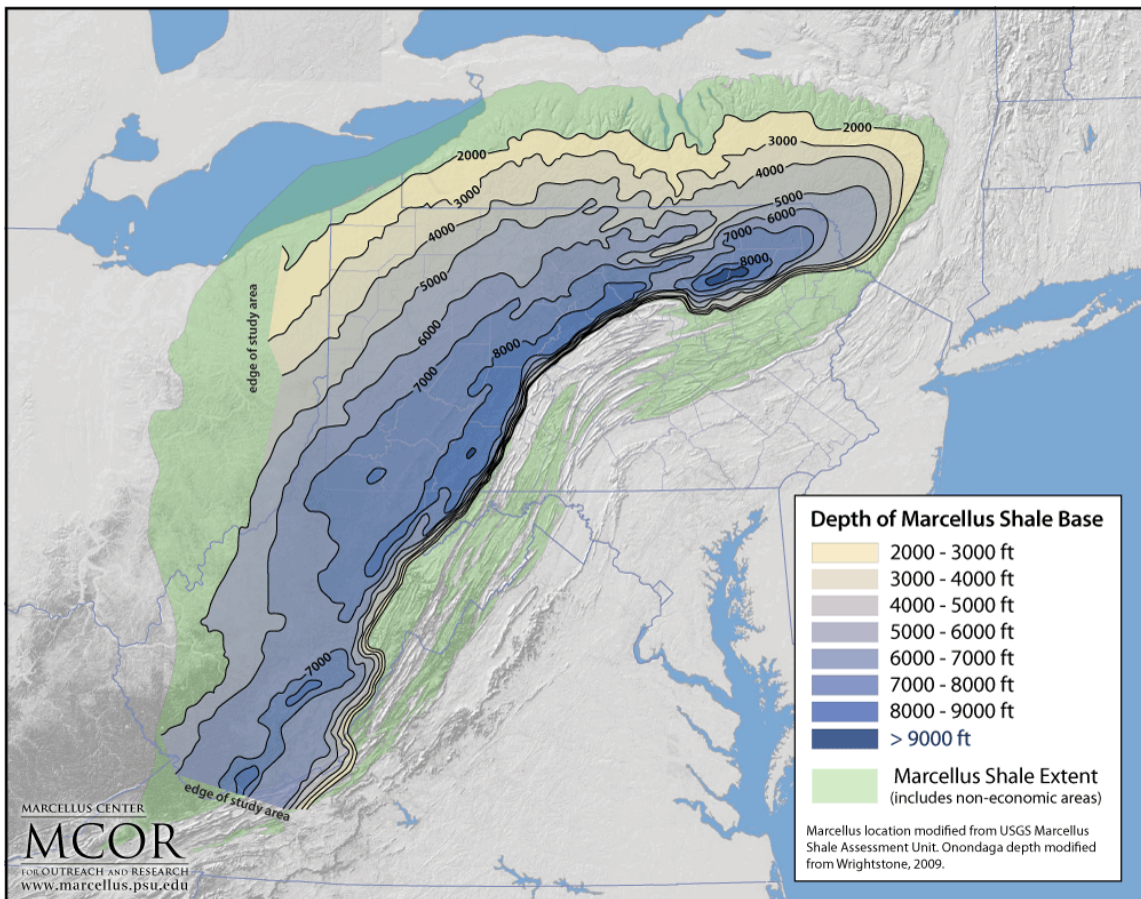 2000
2000
3000
3000
4000
4000
5000
6000
7000
8000
5000
6000
7000
8000
edge of study area
7000
edge of study area
Depth of Marcellus Shale Base
2000 - 3000 ft
3000 - 4000 ft
4000 - 5000 ft
5000 - 6000 ft
6000 - 7000 ft
7000 - 8000 ft
8000 - 9000 ft
> 9000 ft
Marcellus Shale Extent
(includes non-economic areas)
Marcellus location modified from USGS Marcellus
Shale Assessment Unit. Onondaga depth modified
from Wrightstone, 2009.
MARCELLUS CENTER
MCOR
FOR OUTREACH AND RESEARCH
www.marcellus.psu.edu